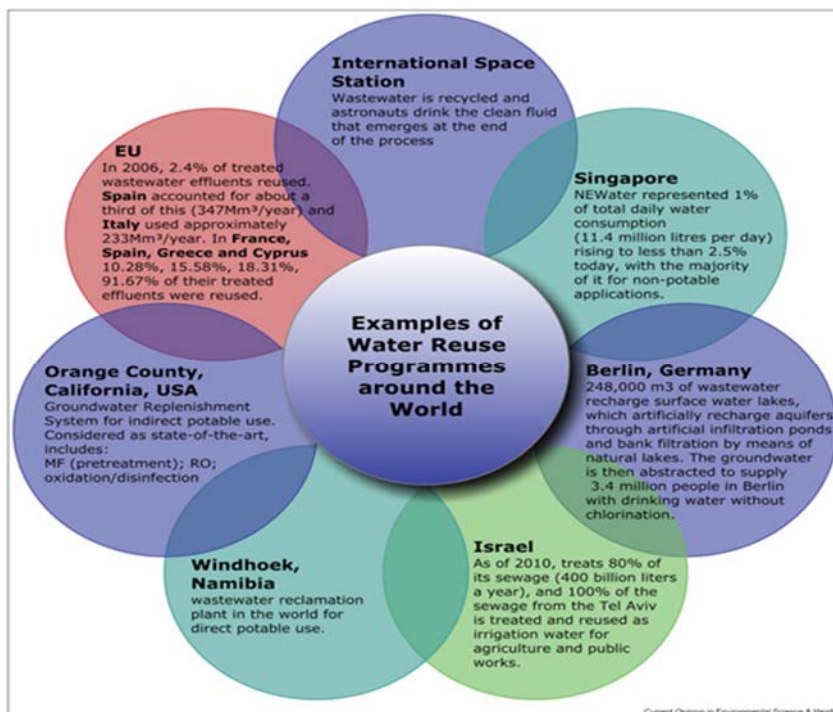 International Space
Station
Wastewater is recycled and
astronauts drink the clean fluid
that emerges at the end
of the process
EU
In 2006, 2.4% of treated
wastewater effluents reused.
Spain accounted for about a
third of this (347Mm³/year) and
Italy used approximately
233Mm³/year. In France,
Spain, Greece and Cyprus
10.28%, 15.58%, 18.31%,
91.67% of their treated
effluents were reused.
Singapore
NEWater represented 1%
of total daily water
consumption
(11.4 million litres per day)
rising to less than 2.5%
today, with the majority
of it for non-potable
applications.
Examples of
Water Reuse
Programmes
around the
World
Orange County,
California, USA
Groundwater Replenishment
System for indirect potable use.
Considered as state-of-the-art,
includes:
MF (pretreatment); RO;
oxidation/disinfection
Berlin, Germany
248,000 m3 of wastewater
recharge surface water lakes,
which artificially recharge aquifers
through artificial infiltration ponds
and bank filtration by means of
natural lakes. The groundwater
is then abstracted to supply
3.4 million people in Berlin
with drinking water without
chlorination.
Windhoek,
Namibia
wastewater reclamation
plant in the world for
direct potable use.
Israel
As of 2010, treats 80% of
its sewage (400 billion liters
a year), and 100% of the
sewage from the Tel Aviv
is treated and reused as
irrigation water for
agriculture and public
works.
Current Opinion in Environmental Science &